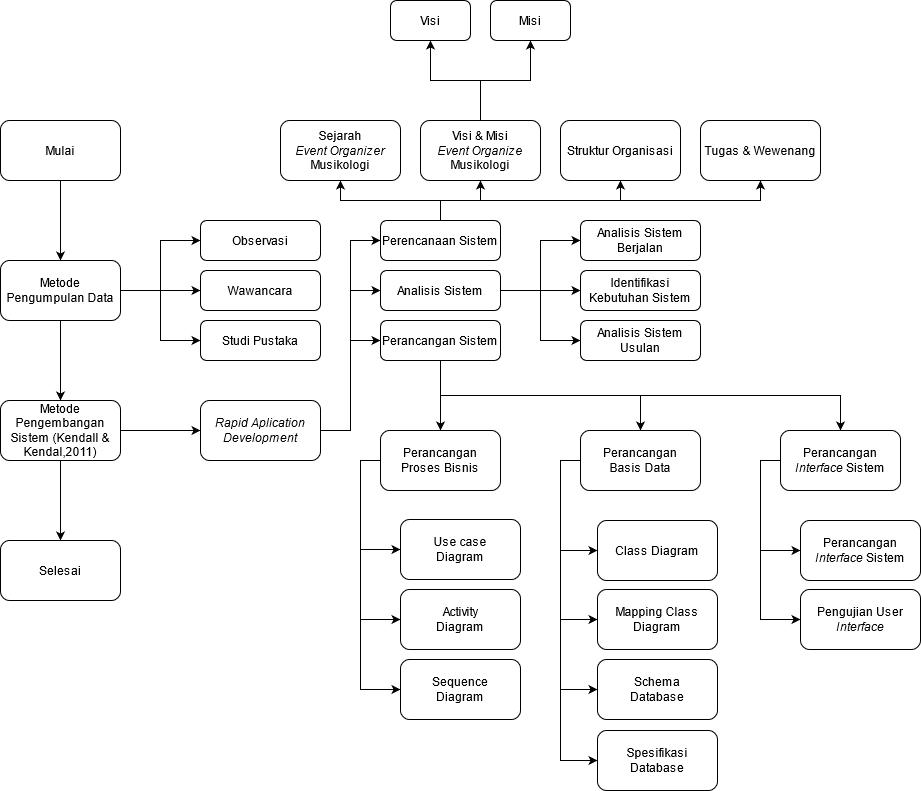 Visi
Misi
Mulai
Sejarah
Event Organizer
Musikologi
Visi & Misi
Event Organize
Musikologi
Struktur Organisasi
Tugas & Wewenang
Metode
Pengumpulan Data
Observasi
Wawancara
Studi Pustaka
Perencanaan Sistem
Analisis Sistem
Perancangan Sistem
Analisis Sistem
Berjalan
Identifikasi
Kebutuhan Sistem
Analisis Sistem
Usulan
Metode
Pengembangan
Sistem (Kendall &
Kendal,2011)
Rapid Aplication
Development
Perancangan
Proses Bisnis
Perancangan
Basis Data
Perancangan
Interface Sistem
Selesai
Use case
Diagram
Activity
Diagram
Sequence
Diagram
Class Diagram
Mapping Class
Diagram
Schema
Database
Spesifikasi
Database
Perancangan
Interface Sistem
Pengujian User
Interface